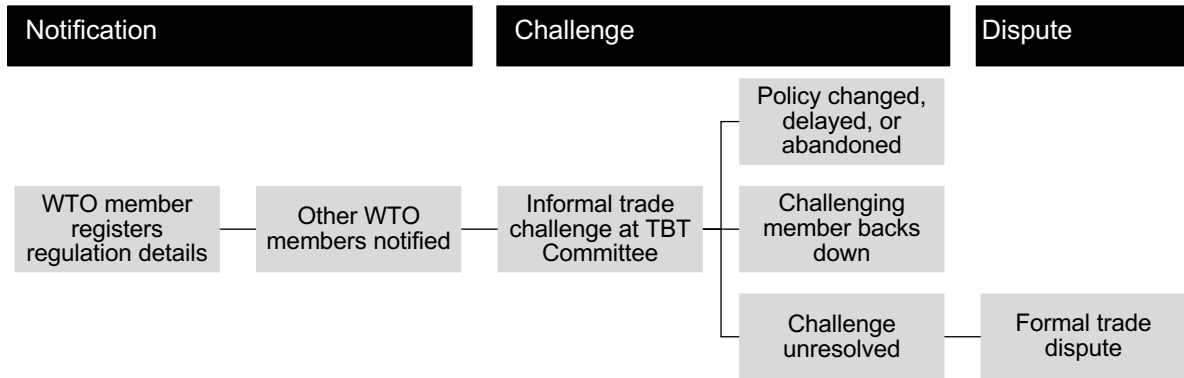 Notification
Challenge
Dispute
Policy changed,
delayed, or
abandoned
WTO member
registers
regulation details
Other WTO
members notified
Informal trade
challenge at TBT
Committee
Challenging
member backs
down
Challenge
unresolved
Formal trade
dispute